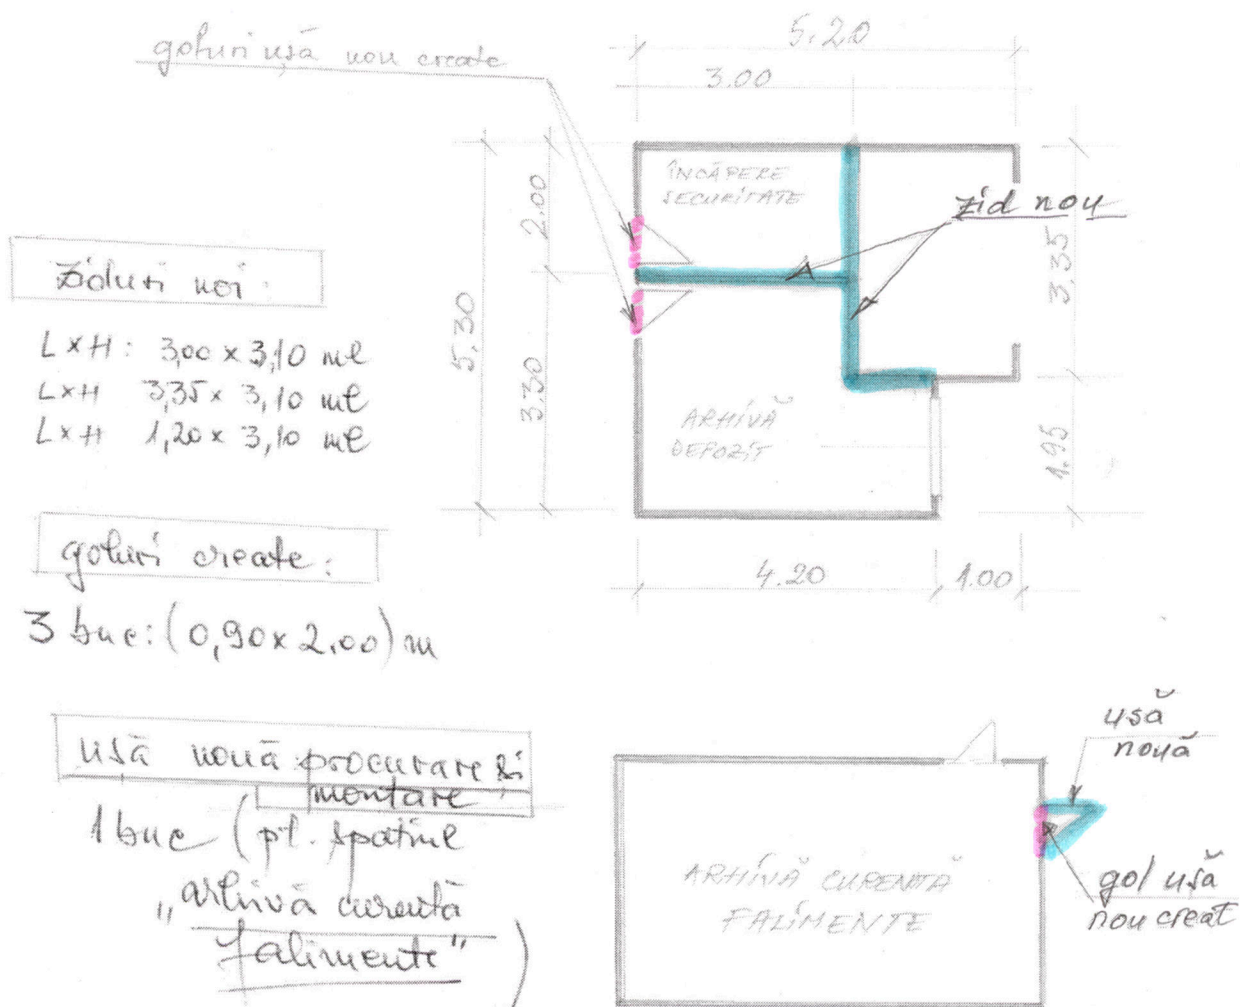 goluri ușă nou create
5.20
3.00
ÎNCĂPERE
SECURITATE
zid nou
2.00
5,30
3.30
3,35
1.95
ARHÍVĂ
DEPOZIT
4.20
1.00
Ziduri noi:
L×H: 3,00 × 3,10 ml
L×H 3,35 × 3,10 ml
L×H 1,20 × 3,10 ml
goluri create:
3 buc: (0,90 × 2.00) m
ușă nouă procurare și
montare
1 buc (pt. spațiul
„arhivă curentă
falimente")
ușă
nouă
ARHÍVĂ CURENTĂ
FALIMENTE
gol ușă
nou creat